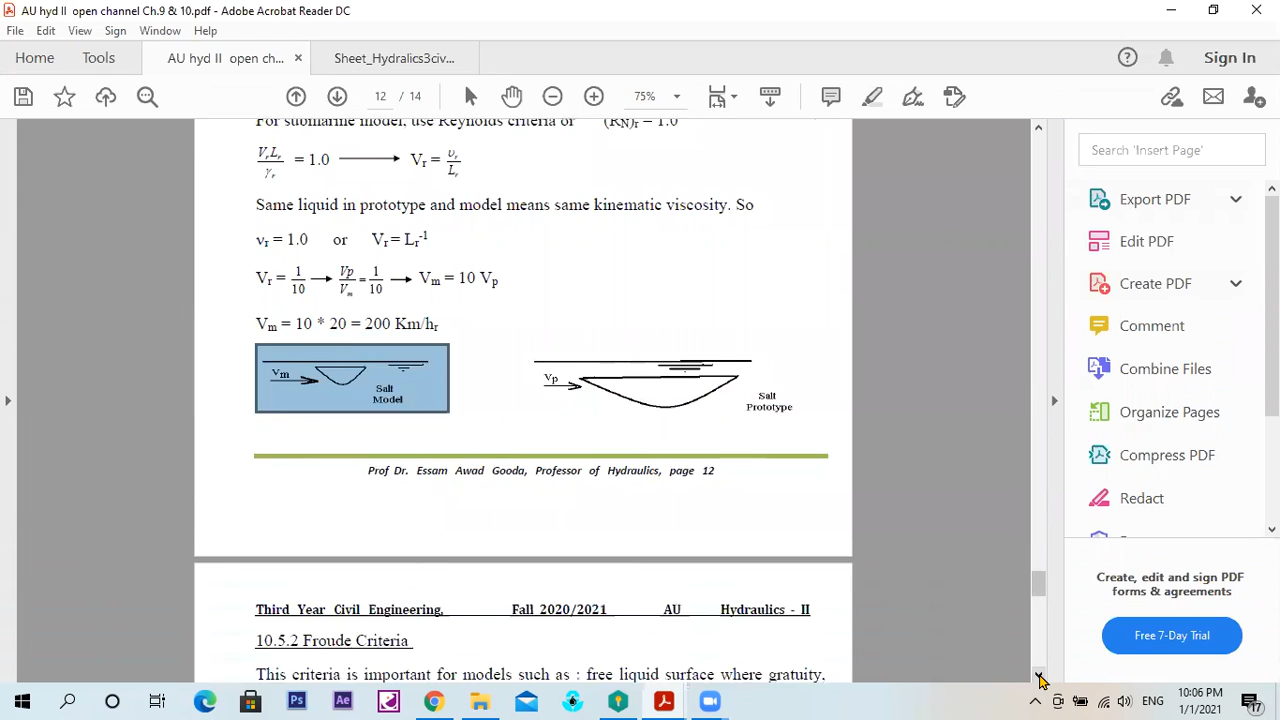 AU hyd II open channel Ch.9 & 10.pdf - Adobe Acrobat Reader DC
File Edit View Sign Window Help
Home Tools AU hyd II open ch... × Sheet_Hydralics3civ... Sign In
12 / 14 75%
For submarine model, use Reynolds criteria or (RN)r = 1.0
VrLr/γr = 1.0 → Vr = υr/Lr
Same liquid in prototype and model means same kinematic viscosity. So
νr = 1.0 or Vr = Lr-1
Vr = 1/10 → Vp/Vm = 1/10 → Vm = 10 Vp
Vm = 10 * 20 = 200 Km/hr
Vm
Salt
Model
Vp
Salt
Prototype
Prof Dr. Essam Awad Gooda, Professor of Hydraulics, page 12
Third Year Civil Engineering, Fall 2020/2021 AU Hydraulics - II
10.5.2 Froude Criteria
This criteria is important for models such as : free liquid surface where gratuity,
Search 'Insert Page'
Export PDF
Edit PDF
Create PDF
Comment
Combine Files
Organize Pages
Compress PDF
Redact
Create, edit and sign PDF
forms & agreements
Free 7-Day Trial
Ps Ae
ENG
10:06 PM
1/1/2021
17